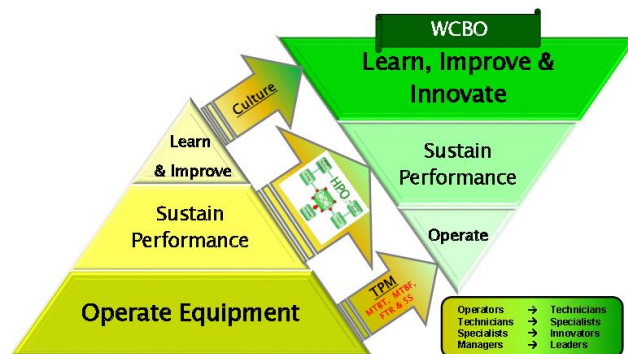 WCBO
Learn, Improve &
Innovate
Culture
Learn
& Improve
Sustain
Performance
HPO
Sustain
Performance
Operate
TPM
MTBT, MTBF,
FTR & SS
Operate Equipment
Operators → Technicians
Technicians → Specialists
Specialists → Innovators
Managers → Leaders